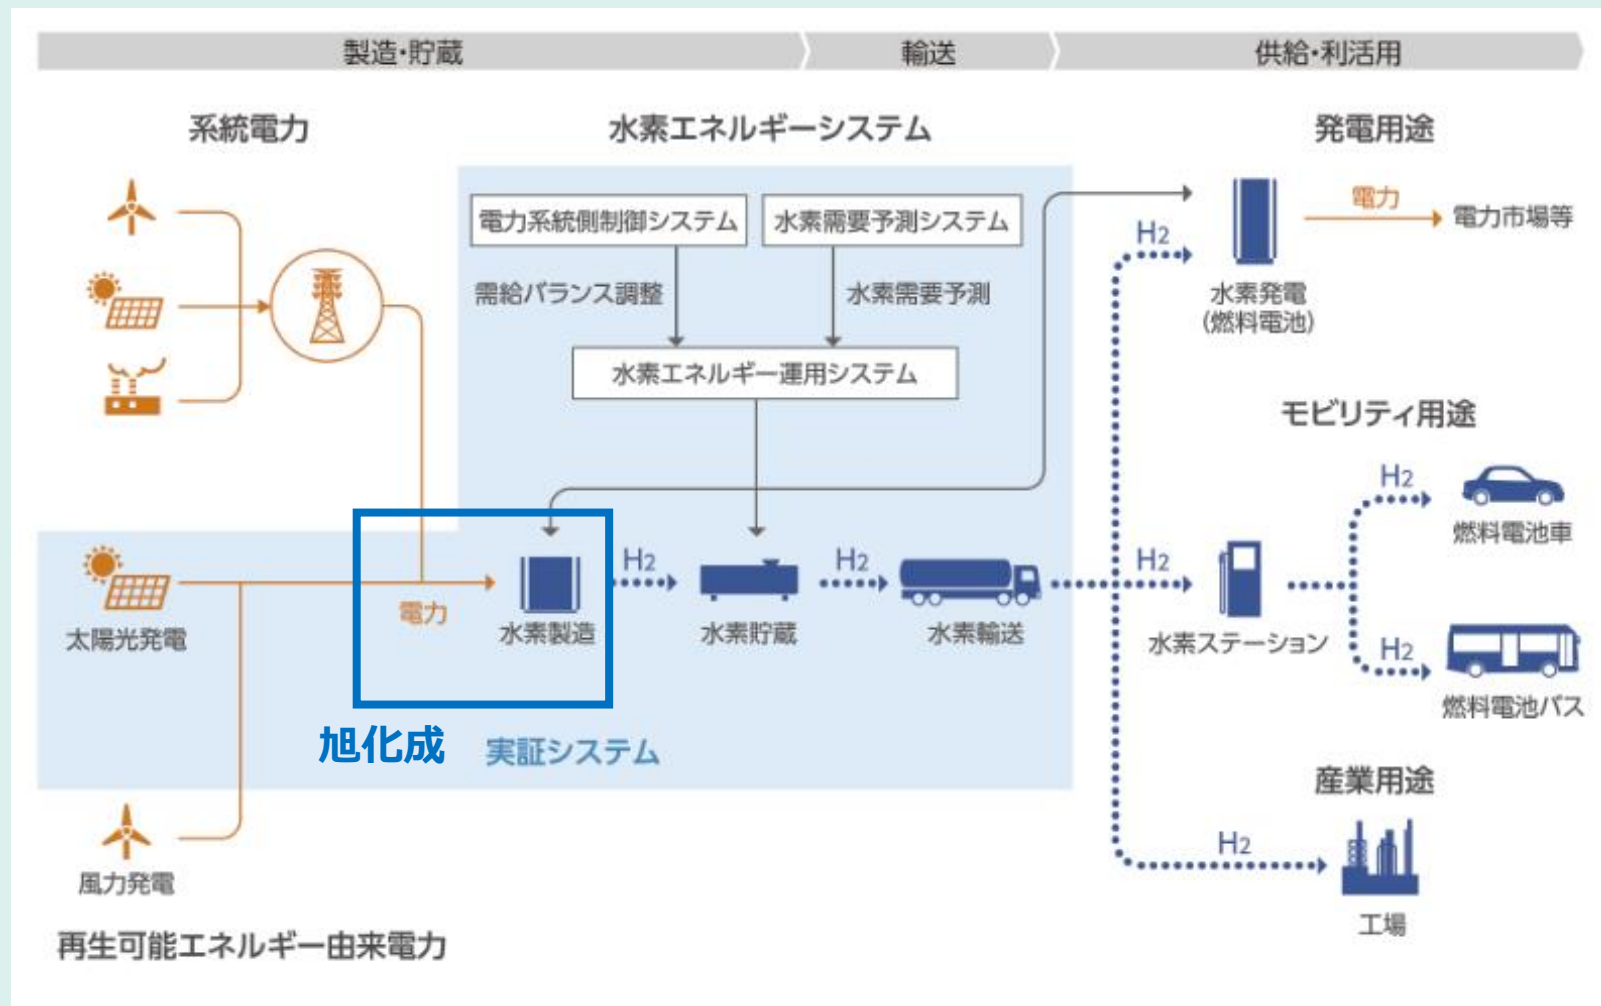 製造・貯蔵
輸送
供給・利活用
系統電力
水素エネルギーシステム
発電用途
電力系統側制御システム
水素需要予測システム
需給バランス調整
水素需要予測
水素エネルギー運用システム
H2
電力
電力市場等
水素発電
(燃料電池)
モビリティ用途
H2
燃料電池車
太陽光発電
電力
水素製造
H2
水素貯蔵
H2
水素輸送
H2
水素ステーション
H2
燃料電池バス
旭化成
実証システム
産業用途
H2
工場
風力発電
再生可能エネルギー由来電力